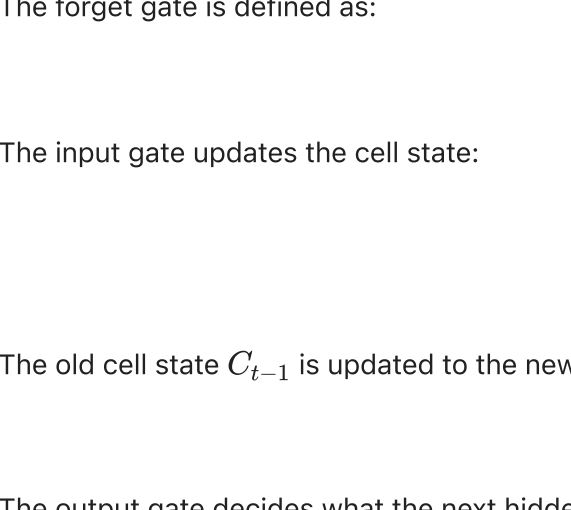 The forget gate is defined as:
The input gate updates the cell state:
The old cell state C_{t-1} is updated to the new
The output gate decides what the next hidde